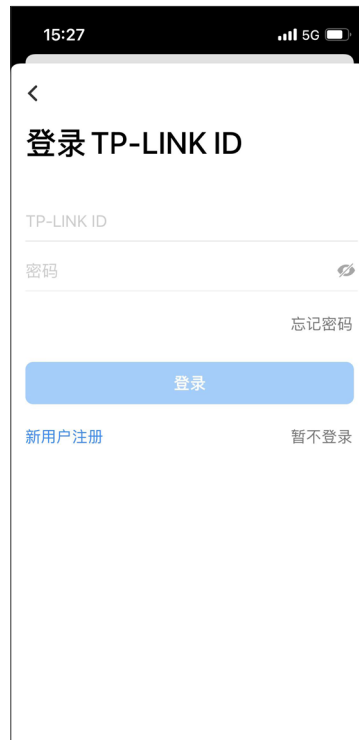 15:27 5G
登录 TP-LINK ID
TP-LINK ID
密码
忘记密码
登录
新用户注册 暂不登录